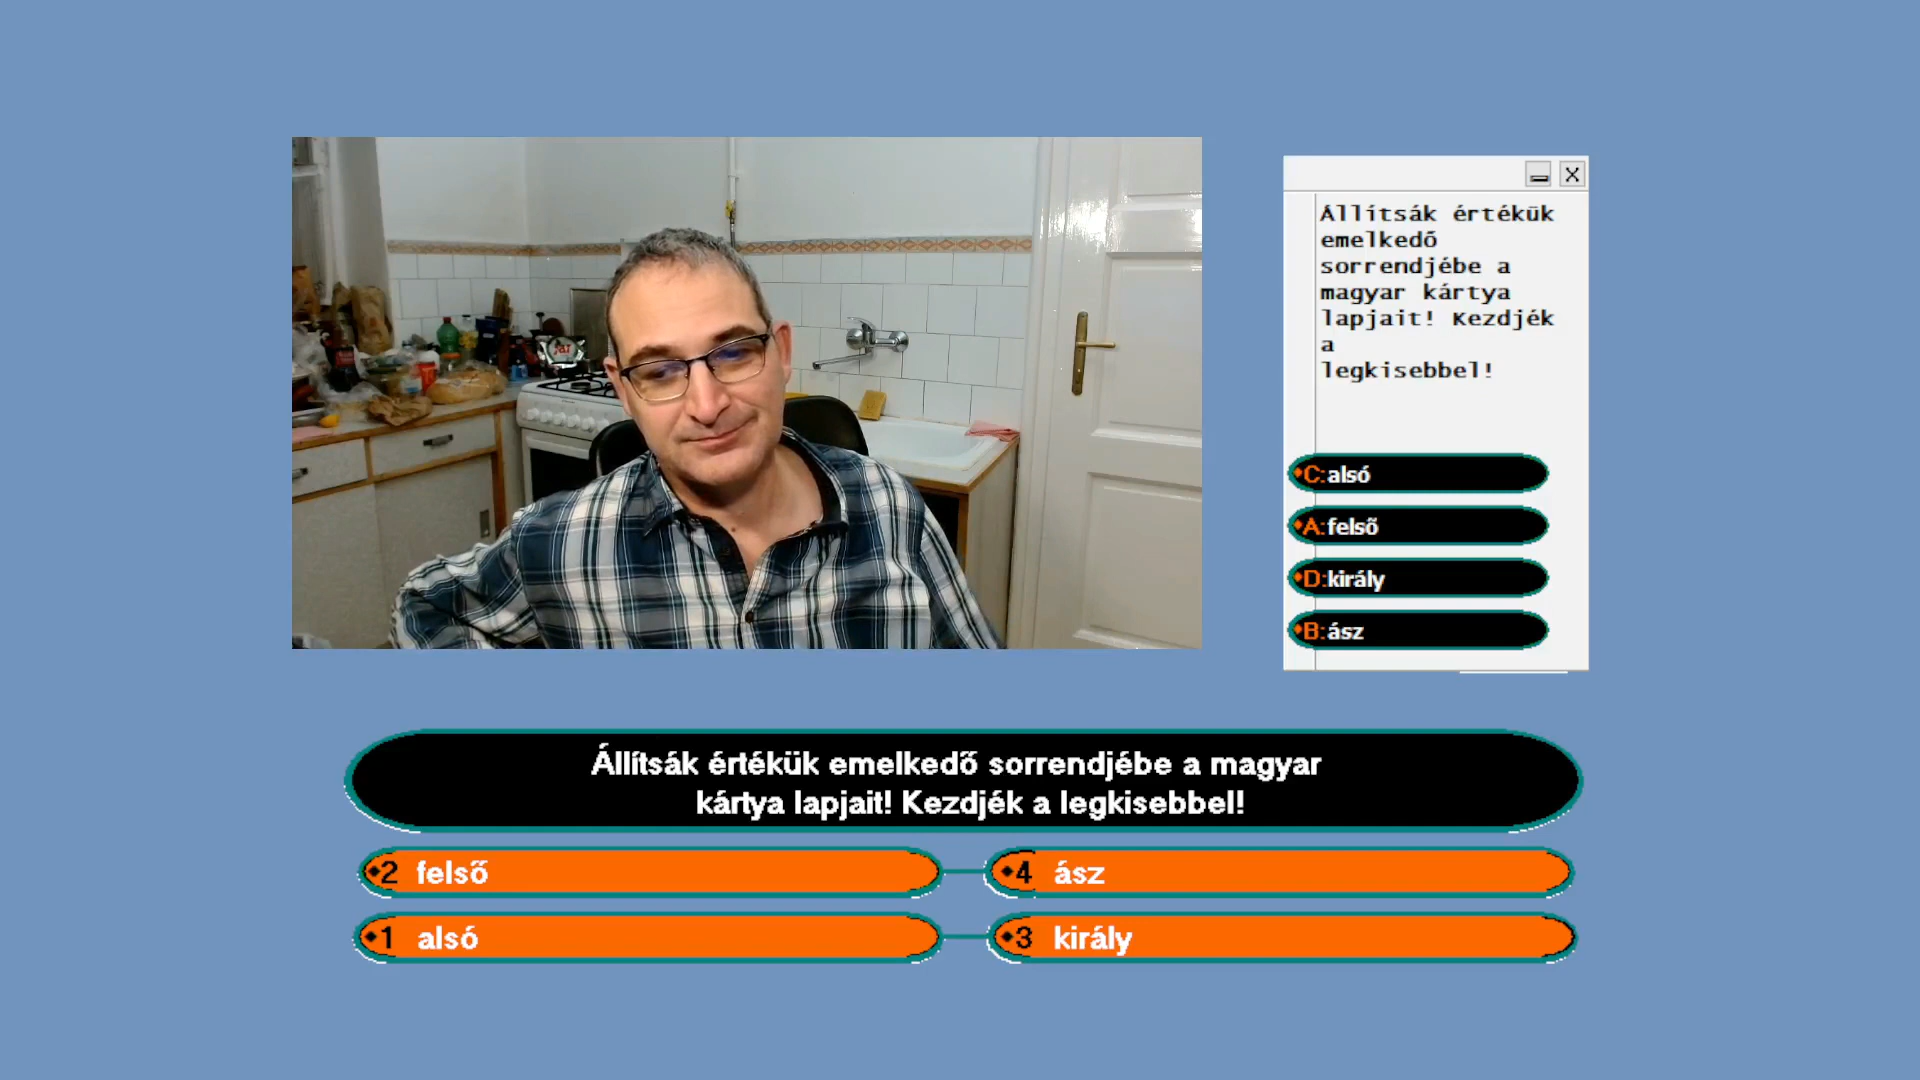 Állítsák értékük
emelkedő
sorrendjébe a
magyar kártya
lapjait! Kezdjék
a
legkisebbel!
C:alsó
A:felső
D:király
B:ász
Állítsák értékük emelkedő sorrendjébe a magyar
kártya lapjait! Kezdjék a legkisebbel!
2 felső
4 ász
1 alsó
3 király